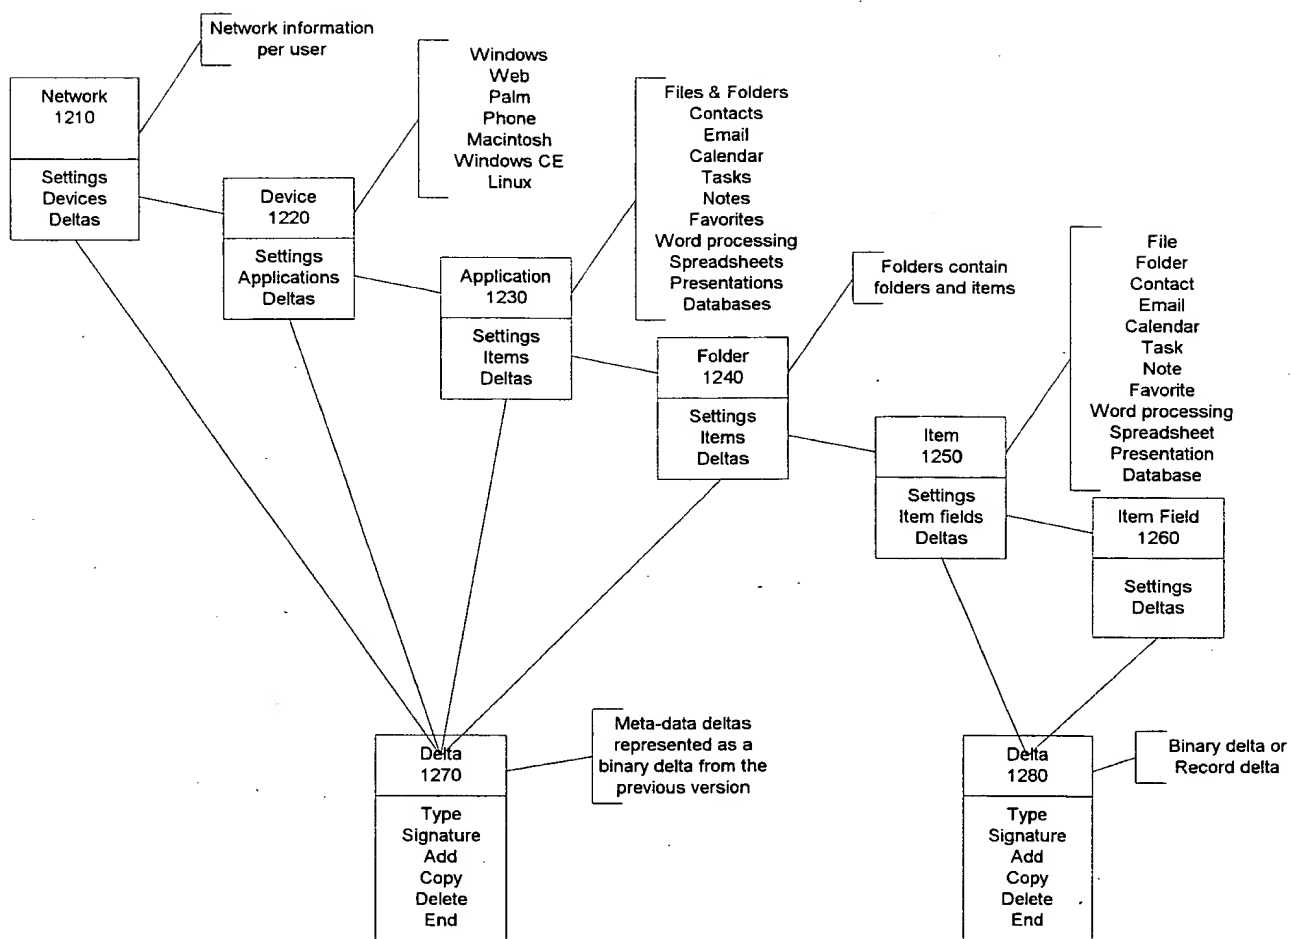 Network information
per user
Network
1210
Settings
Devices
Deltas
Windows
Web
Palm
Phone
Macintosh
Windows CE
Linux
Device
1220
Settings
Applications
Deltas
Files & Folders
Contacts
Email
Calendar
Tasks
Notes
Favorites
Word processing
Spreadsheets
Presentations
Databases
Application
1230
Settings
Items
Deltas
Folders contain
folders and items
Folder
1240
Settings
Items
Deltas
File
Folder
Contact
Email
Calendar
Task
Note
Favorite
Word processing
Spreadsheet
Presentation
Database
Item
1250
Settings
Item fields
Deltas
Item Field
1260
Settings
Deltas
Delta
1270
Type
Signature
Add
Copy
Delete
End
Meta-data deltas
represented as a
binary delta from the
previous version
Delta
1280
Type
Signature
Add
Copy
Delete
End
Binary delta or
Record delta